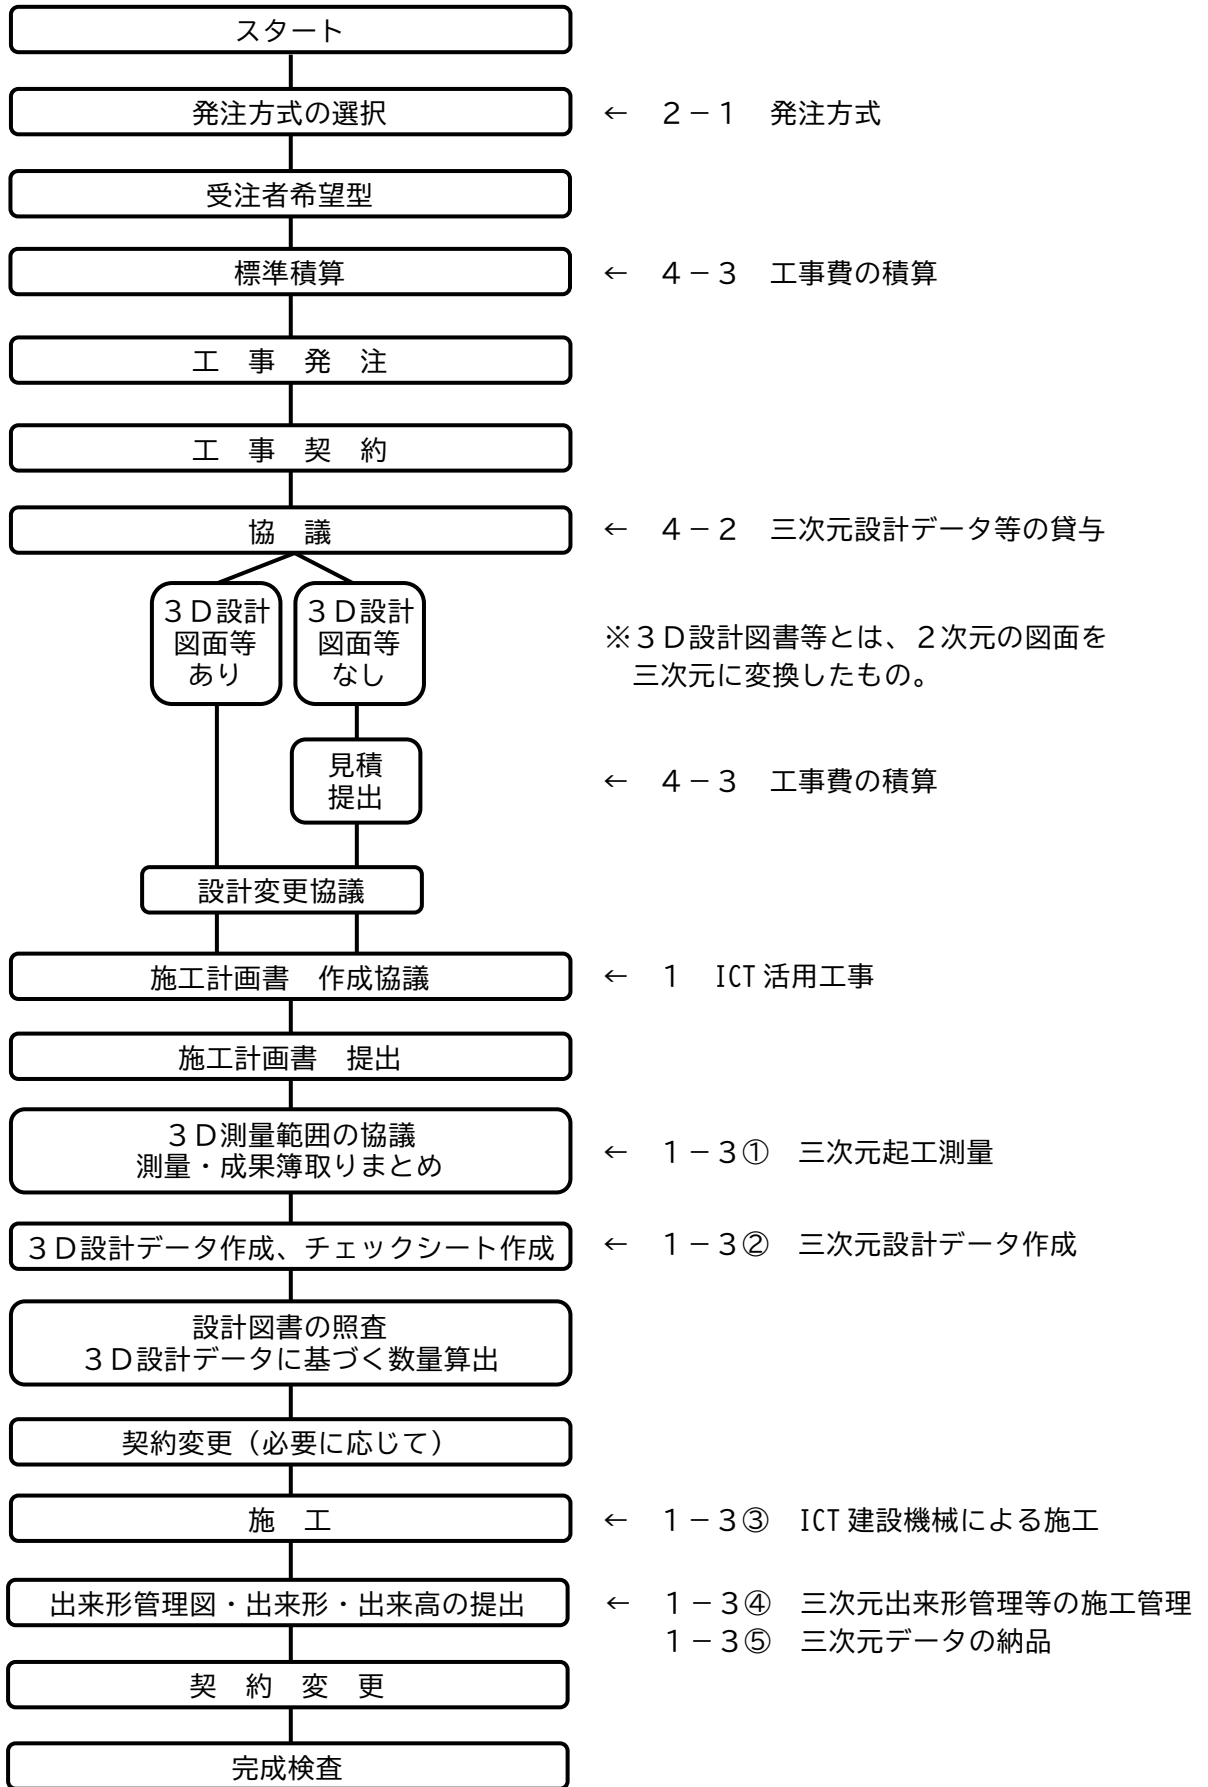 スタート
発注方式の選択
← 2－1 発注方式
受注者希望型
標準積算
← 4－3 工事費の積算
工 事 発 注
工 事 契 約
協 議
← 4－2 三次元設計データ等の貸与
3D設計
図面等
あり
3D設計
図面等
なし
※3D設計図書等とは、2次元の図面を
三次元に変換したもの。
見積
提出
← 4－3 工事費の積算
設計変更協議
施工計画書 作成協議
← 1 ICT活用工事
施工計画書 提出
3D測量範囲の協議
測量・成果簿取りまとめ
← 1－3① 三次元起工測量
3D設計データ作成、チェックシート作成
← 1－3② 三次元設計データ作成
設計図書の照査
3D設計データに基づく数量算出
契約変更（必要に応じて）
施 工
← 1－3③ ICT建設機械による施工
出来形管理図・出来形・出来高の提出
← 1－3④ 三次元出来形管理等の施工管理
1－3⑤ 三次元データの納品
契 約 変 更
完成検査